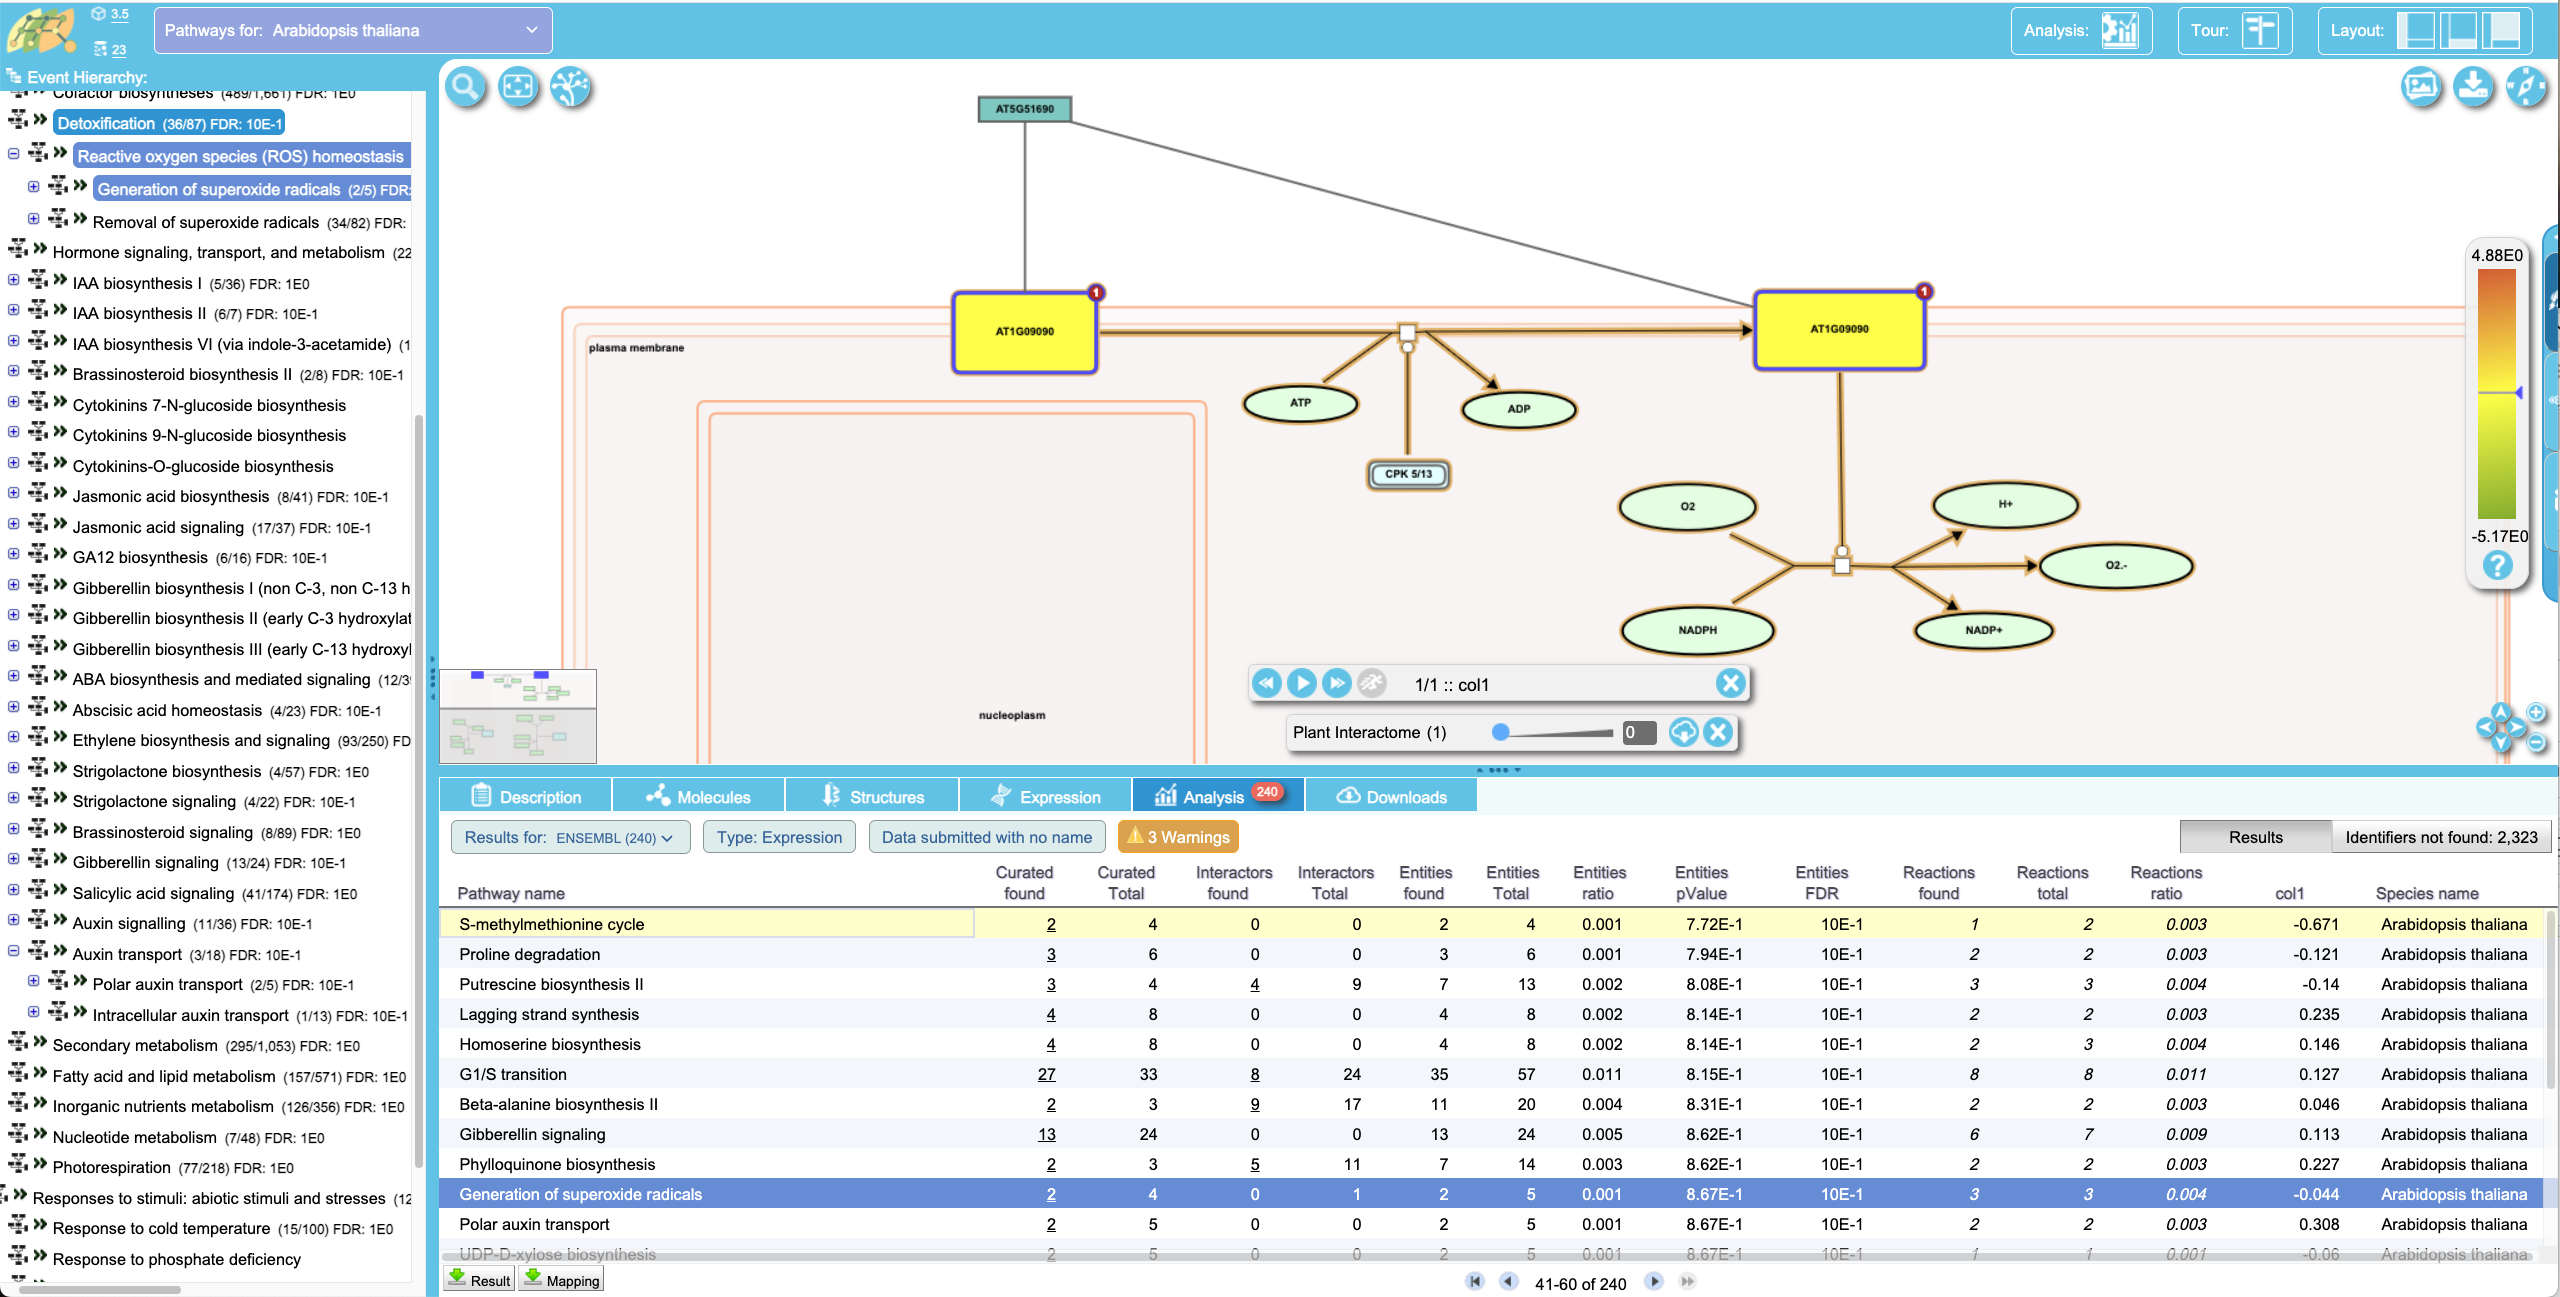 3.5
23
Pathways for: Arabidopsis thaliana
Analysis:
Tour:
Layout:
Event Hierarchy:
Cofactor biosyntheses (489/1,661) FDR: 1E0
Detoxification (36/87) FDR: 10E-1
Reactive oxygen species (ROS) homeostasis
Generation of superoxide radicals (2/5) FDR:
Removal of superoxide radicals (34/82) FDR:
Hormone signaling, transport, and metabolism (22
IAA biosynthesis I (5/36) FDR: 1E0
IAA biosynthesis II (6/7) FDR: 10E-1
IAA biosynthesis VI (via indole-3-acetamide) (1
Brassinosteroid biosynthesis II (2/8) FDR: 10E-1
Cytokinins 7-N-glucoside biosynthesis
Cytokinins 9-N-glucoside biosynthesis
Cytokinins-O-glucoside biosynthesis
Jasmonic acid biosynthesis (8/41) FDR: 10E-1
Jasmonic acid signaling (17/37) FDR: 10E-1
GA12 biosynthesis (6/16) FDR: 10E-1
Gibberellin biosynthesis I (non C-3, non C-13 h
Gibberellin biosynthesis II (early C-3 hydroxylat
Gibberellin biosynthesis III (early C-13 hydroxyl
ABA biosynthesis and mediated signaling (12/3
Abscisic acid homeostasis (4/23) FDR: 10E-1
Ethylene biosynthesis and signaling (93/250) FD
Strigolactone biosynthesis (4/57) FDR: 1E0
Strigolactone signaling (4/22) FDR: 10E-1
Brassinosteroid signaling (8/89) FDR: 1E0
Gibberellin signaling (13/24) FDR: 10E-1
Salicylic acid signaling (41/174) FDR: 1E0
Auxin signalling (11/36) FDR: 10E-1
Auxin transport (3/18) FDR: 10E-1
Polar auxin transport (2/5) FDR: 10E-1
Intracellular auxin transport (1/13) FDR: 10E-1
Secondary metabolism (295/1,053) FDR: 1E0
Fatty acid and lipid metabolism (157/571) FDR: 1E0
Inorganic nutrients metabolism (126/356) FDR: 1E0
Nucleotide metabolism (7/48) FDR: 1E0
Photorespiration (77/218) FDR: 1E0
Responses to stimuli: abiotic stimuli and stresses (12
Response to cold temperature (15/100) FDR: 1E0
Response to phosphate deficiency
AT5G51690
AT1G09090 1
AT1G09090 1
plasma membrane
ATP
ADP
CPK 5/13
O2
H+
O2.-
NADPH
NADP+
nucleoplasm
4.88E0
-5.17E0
?
1/1 :: col1
Plant Interactome (1) 0
Description Molecules Structures Expression Analysis 240 Downloads
Results for: ENSEMBL (240) Type: Expression Data submitted with no name 3 Warnings Results Identifiers not found: 2,323
Pathway name Curated found Curated Total Interactors found Interactors Total Entities found Entities Total Entities ratio Entities pValue Entities FDR Reactions found Reactions total Reactions ratio col1 Species name
S-methylmethionine cycle 2 4 0 0 2 4 0.001 7.72E-1 10E-1 1 2 0.003 -0.671 Arabidopsis thaliana
Proline degradation 3 6 0 0 3 6 0.001 7.94E-1 10E-1 2 2 0.003 -0.121 Arabidopsis thaliana
Putrescine biosynthesis II 3 4 4 9 7 13 0.002 8.08E-1 10E-1 3 3 0.004 -0.14 Arabidopsis thaliana
Lagging strand synthesis 4 8 0 0 4 8 0.002 8.14E-1 10E-1 2 2 0.003 0.235 Arabidopsis thaliana
Homoserine biosynthesis 4 8 0 0 4 8 0.002 8.14E-1 10E-1 2 3 0.004 0.146 Arabidopsis thaliana
G1/S transition 27 33 8 24 35 57 0.011 8.15E-1 10E-1 8 8 0.011 0.127 Arabidopsis thaliana
Beta-alanine biosynthesis II 2 3 9 17 11 20 0.004 8.31E-1 10E-1 2 2 0.003 0.046 Arabidopsis thaliana
Gibberellin signaling 13 24 0 0 13 24 0.005 8.62E-1 10E-1 6 7 0.009 0.113 Arabidopsis thaliana
Phylloquinone biosynthesis 2 3 5 11 7 14 0.003 8.62E-1 10E-1 2 2 0.003 0.227 Arabidopsis thaliana
Generation of superoxide radicals 2 4 0 1 2 5 0.001 8.67E-1 10E-1 3 3 0.004 -0.044 Arabidopsis thaliana
Polar auxin transport 2 5 0 0 2 5 0.001 8.67E-1 10E-1 2 2 0.003 0.308 Arabidopsis thaliana
UDP-D-xylose biosynthesis 2 5 0 0 2 5 0.001 8.67E-1 10E-1 1 1 0.001 -0.06 Arabidopsis thaliana
Result Mapping 41-60 of 240